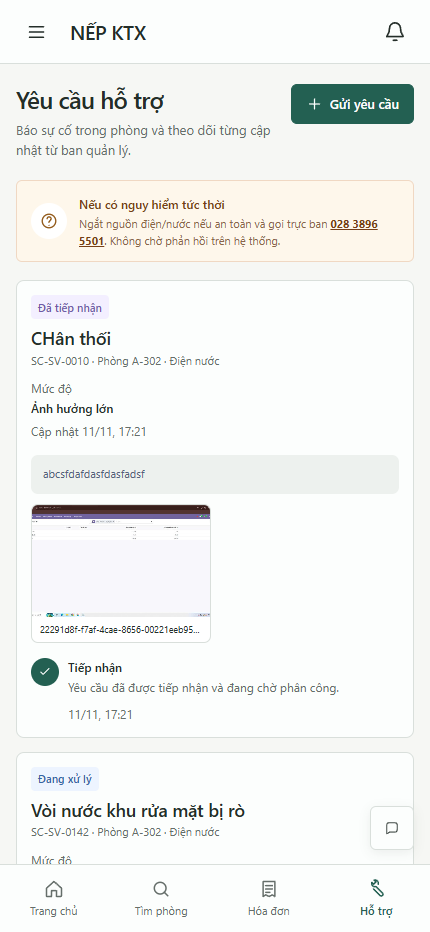 NẾP KTX
Yêu cầu hỗ trợ
Gửi yêu cầu
Báo sự cố trong phòng và theo dõi từng cập
nhật từ ban quản lý.
Nếu có nguy hiểm tức thời
Ngắt nguồn điện/nước nếu an toàn và gọi trực ban 028 3896
5501. Không chờ phản hồi trên hệ thống.
Đã tiếp nhận
CHân thối
SC-SV-0010 · Phòng A-302 · Điện nước
Mức độ
Ảnh hưởng lớn
Cập nhật 11/11, 17:21
abcsfdafdasfdasfadsf
22291d8f-f7af-4cae-8656-00221eeb95...
Tiếp nhận
Yêu cầu đã được tiếp nhận và đang chờ phân công.
11/11, 17:21
Đang xử lý
Vòi nước khu rửa mặt bị rò
SC-SV-0142 · Phòng A-302 · Điện nước
Mức độ
Trang chủ
Tìm phòng
Hóa đơn
Hỗ trợ